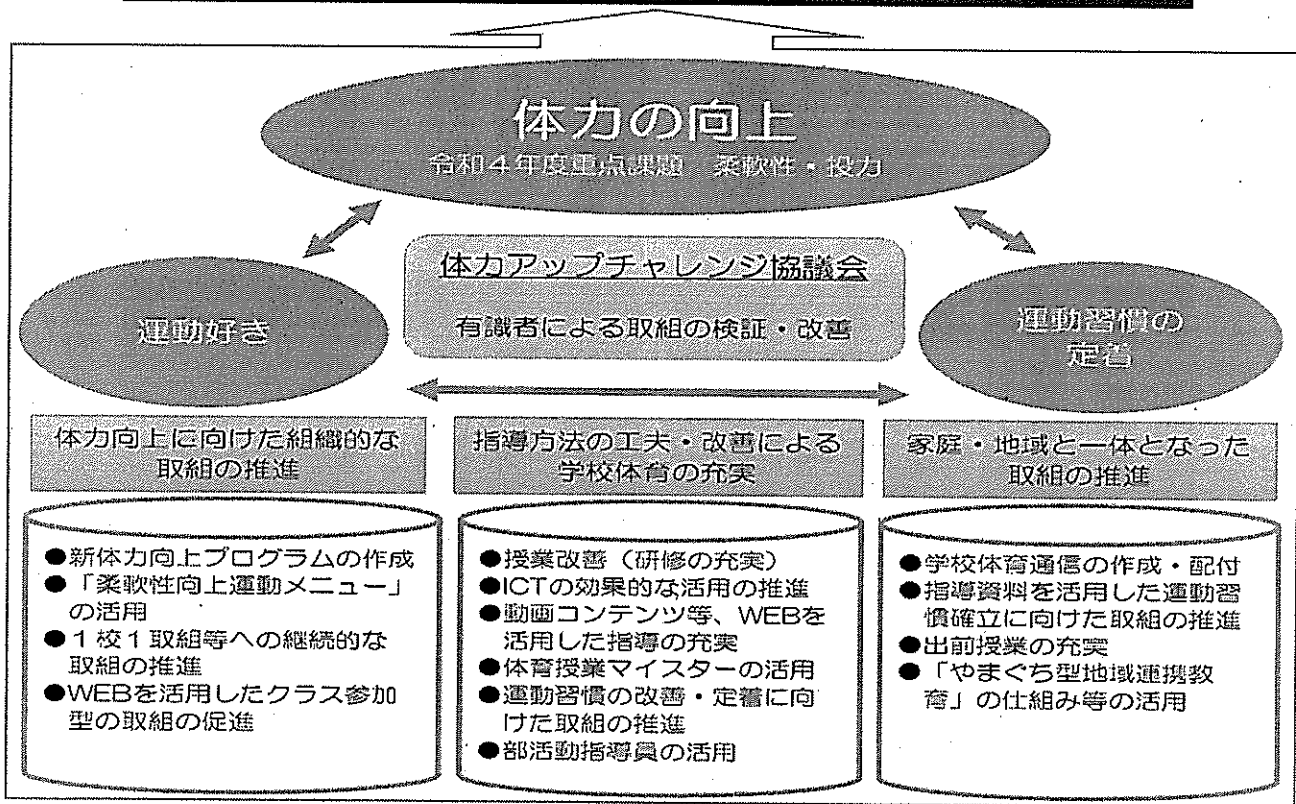 体力の向上
令和4年度重点課題 柔軟性・投力
体力アップチャレンジ協議会
有識者による取組の検証・改善
運動好き
運動習慣の
定着
体力向上に向けた組織的な
取組の推進
指導方法の工夫・改善による
学校体育の充実
家庭・地域と一体となった
取組の推進
●新体力向上プログラムの作成
●「柔軟性向上運動メニュー」
の活用
●1校1取組等への継続的な
取組の推進
●WEBを活用したクラス参加
型の取組の促進
●授業改善（研修の充実）
●ICTの効果的な活用の推進
●動画コンテンツ等、WEBを
活用した指導の充実
●体育授業マイスターの活用
●運動習慣の改善・定着に向
けた取組の推進
●部活動指導員の活用
●学校体育通信の作成・配付
●指導資料を活用した運動習
慣確立に向けた取組の推進
●出前授業の充実
●「やまぐち型地域連携教
育」の仕組み等の活用